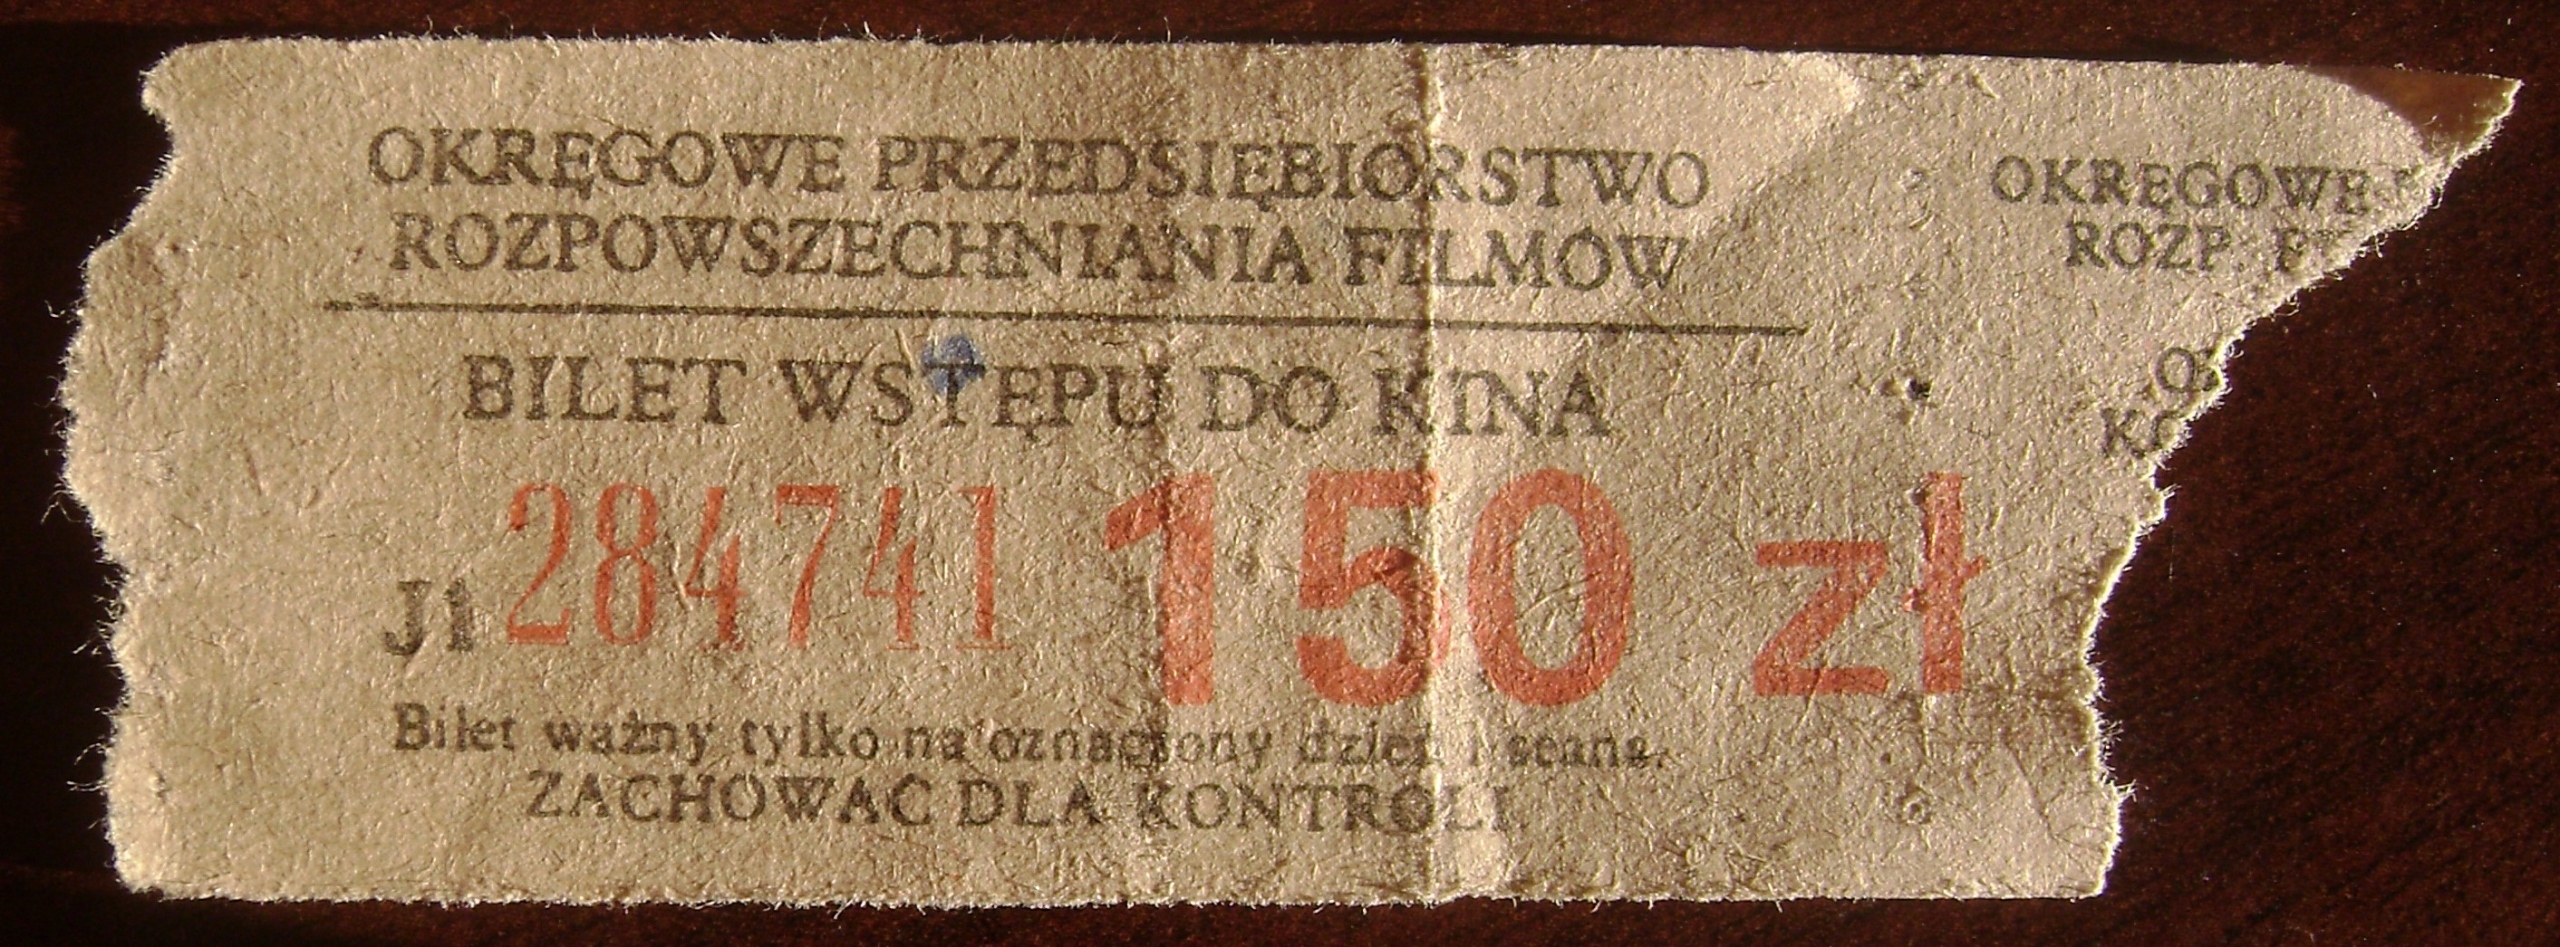 OKRĘGOWE PRZEDSIĘBIORSTWO
ROZPOWSZECHNIANIA FILMÓW
BILET WSTĘPU DO KINA
J1 284741 150 zł
Bilet ważny tylko na oznaczony dzień i seans.
ZACHOWAĆ DLA KONTROLI
OKRĘGOWE
ROZP.